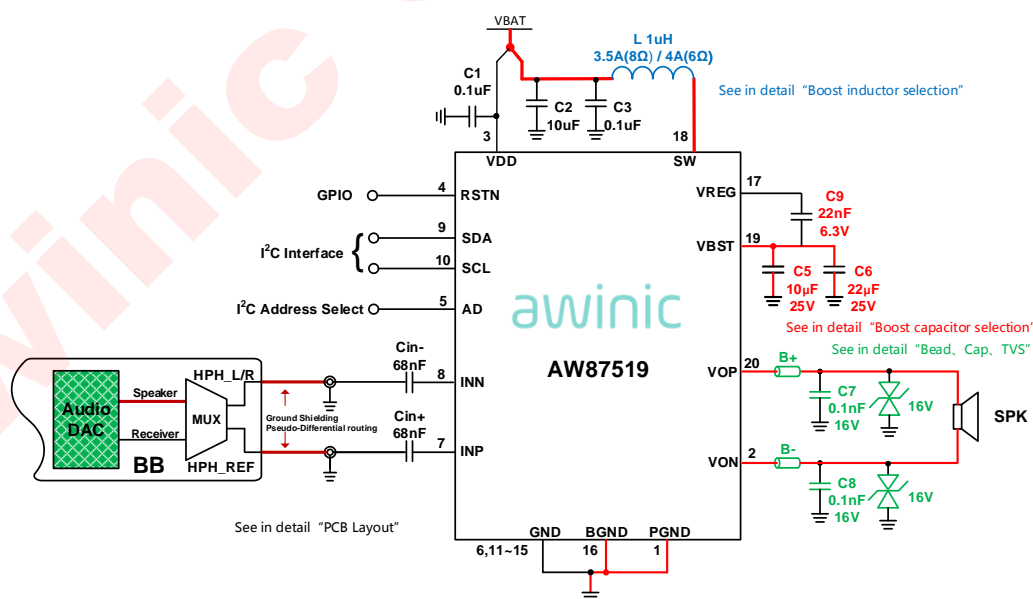 VBAT
L 1uH
3.5A(8Ω) / 4A(6Ω)
C1
0.1uF
C2
10uF
C3
0.1uF
See in detail “Boost inductor selection”
3
VDD
18
SW
GPIO
4
RSTN
17
VREG
C9
22nF
6.3V
I2C Interface
9
SDA
10
SCL
19
VBST
C5
10μF
25V
C6
22μF
25V
I2C Address Select
5
AD
awinic
AW87519
See in detail “Boost capacitor selection”
See in detail “Bead、Cap、TVS”
Cin-
68nF
8
INN
Cin+
68nF
7
INP
Audio
DAC
Speaker
Receiver
BB
MUX
HPH_L/R
HPH_REF
Ground Shielding
Pseudo-Differential routing
VOP
20
B+
C7
0.1nF
16V
16V
SPK
VON
2
B-
C8
0.1nF
16V
16V
See in detail “PCB Layout”
GND
6,11~15
BGND
16
PGND
1
winic